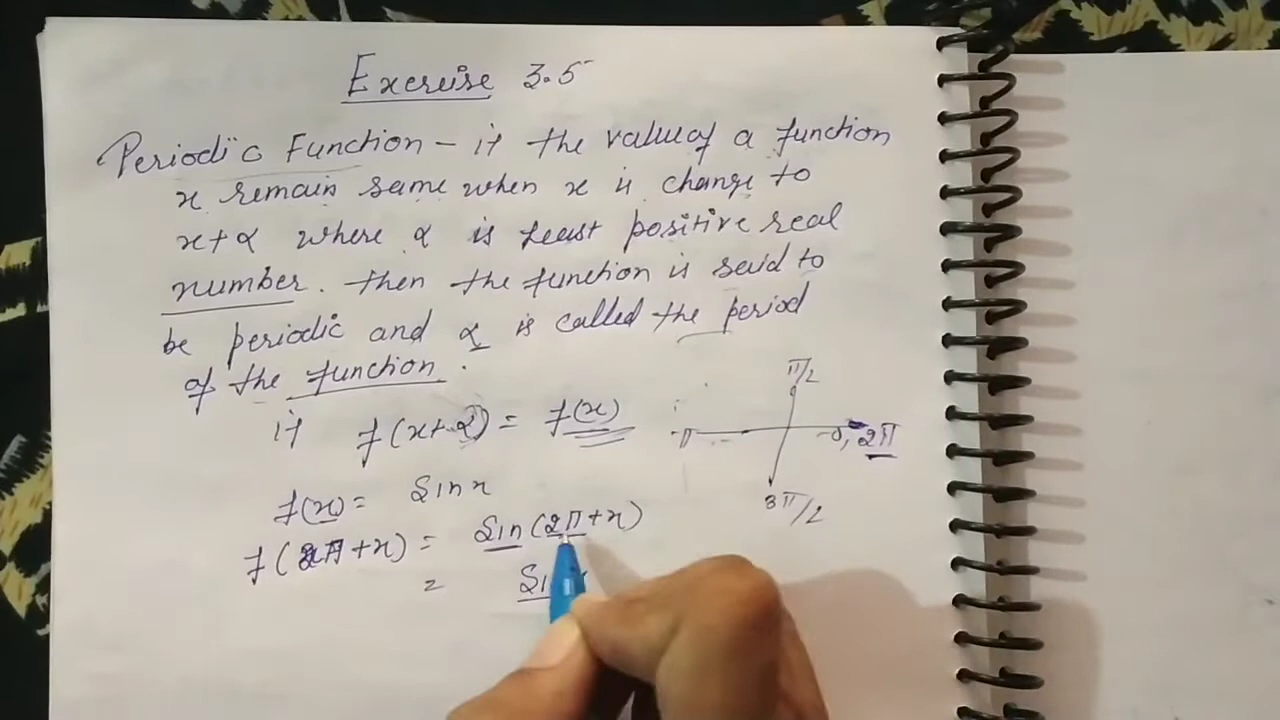 Exercise 3.5
Periodic Function - if the value of a function
x remain same when x is change to
x+α where α is least positive real
number. then the function is said to
be periodic and α is called the period
of the function.
if f(x+α) = f(x)
π/2
π
0, 2π
3π/2
f(x) = Sin x
f(2π+x) = Sin(2π+x)
=